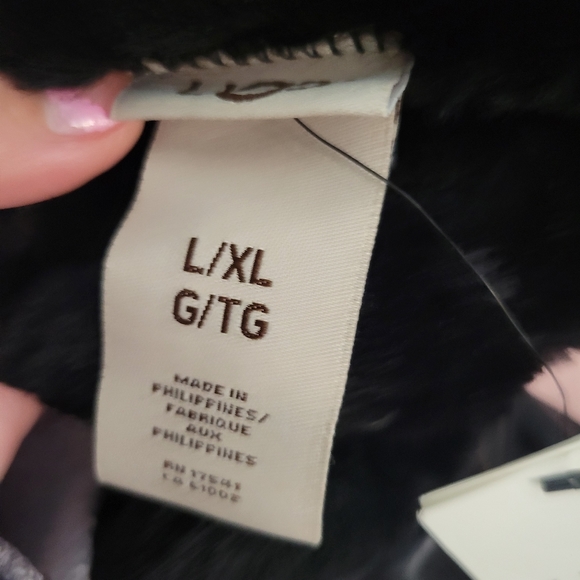 L/XL
G/TG
MADE IN
PHILIPPINES/
FABRIQUE
AUX
PHILIPPINES